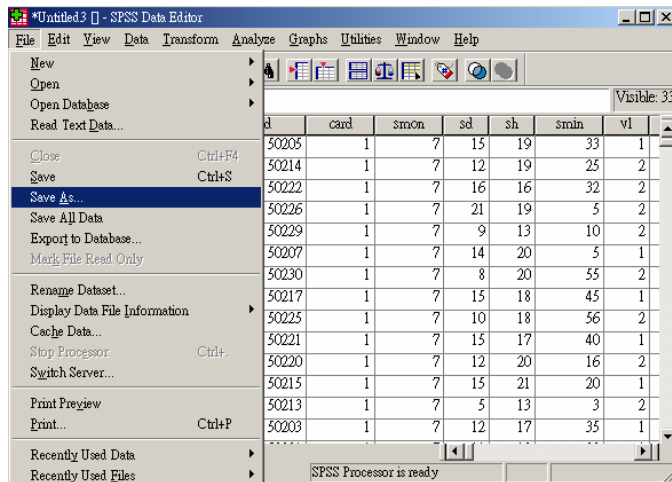 *Untitled3 [] - SPSS Data Editor
File Edit View Data Transform Analyze Graphs Utilities Window Help
New
Open
Open Database
Read Text Data...
Close Ctrl+F4
Save Ctrl+S
Save As...
Save All Data
Export to Database...
Mark File Read Only
Rename Dataset...
Display Data File Information
Cache Data...
Stop Processor Ctrl+.
Switch Server...
Print Preview
Print... Ctrl+P
Recently Used Data
Recently Used Files
Visible: 33
d card smon sd sh smin v1
50205 1 7 15 19 33 1
50214 1 7 12 19 25 2
50222 1 7 16 16 32 2
50226 1 7 21 19 5 2
50229 1 7 9 13 10 2
50207 1 7 14 20 5 1
50230 1 7 8 20 55 2
50217 1 7 15 18 45 1
50225 1 7 10 18 56 2
50221 1 7 15 17 40 1
50220 1 7 12 20 16 2
50215 1 7 15 21 20 1
50213 1 7 5 13 3 2
50203 1 7 12 17 35 1
SPSS Processor is ready